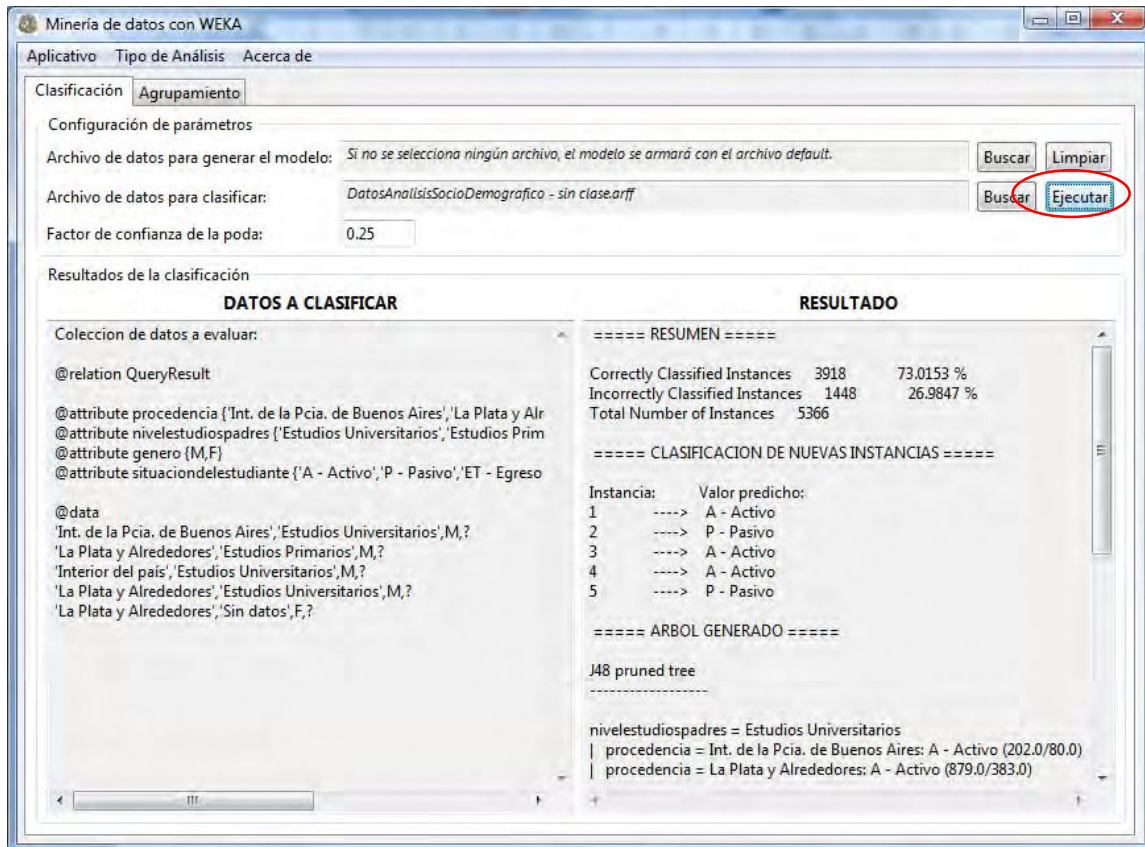 Minería de datos con WEKA
Aplicativo Tipo de Análisis Acerca de
Clasificación Agrupamiento
Configuración de parámetros
Archivo de datos para generar el modelo: Si no se selecciona ningún archivo, el modelo se armará con el archivo default. Buscar Limpiar
Archivo de datos para clasificar: DatosAnalisisSocioDemografico - sin clase.arff Buscar Ejecutar
Factor de confianza de la poda: 0.25
Resultados de la clasificación
DATOS A CLASIFICAR
Coleccion de datos a evaluar:
@relation QueryResult
@attribute procedencia {'Int. de la Pcia. de Buenos Aires','La Plata y Alr
@attribute nivelestudiospadres {'Estudios Universitarios','Estudios Prim
@attribute genero {M,F}
@attribute situaciondelestudiante {'A - Activo','P - Pasivo','ET - Egreso
@data
'Int. de la Pcia. de Buenos Aires','Estudios Universitarios',M,?
'La Plata y Alrededores','Estudios Primarios',M,?
'Interior del país','Estudios Universitarios',M,?
'La Plata y Alrededores','Estudios Universitarios',M,?
'La Plata y Alrededores','Sin datos',F,?
RESULTADO
===== RESUMEN =====
Correctly Classified Instances 3918 73.0153 %
Incorrectly Classified Instances 1448 26.9847 %
Total Number of Instances 5366
===== CLASIFICACION DE NUEVAS INSTANCIAS =====
Instancia: Valor predicho:
1 ----> A - Activo
2 ----> P - Pasivo
3 ----> A - Activo
4 ----> A - Activo
5 ----> P - Pasivo
===== ARBOL GENERADO =====
J48 pruned tree
------------------
nivelestudiospadres = Estudios Universitarios
| procedencia = Int. de la Pcia. de Buenos Aires: A - Activo (202.0/80.0)
| procedencia = La Plata y Alrededores: A - Activo (879.0/383.0)